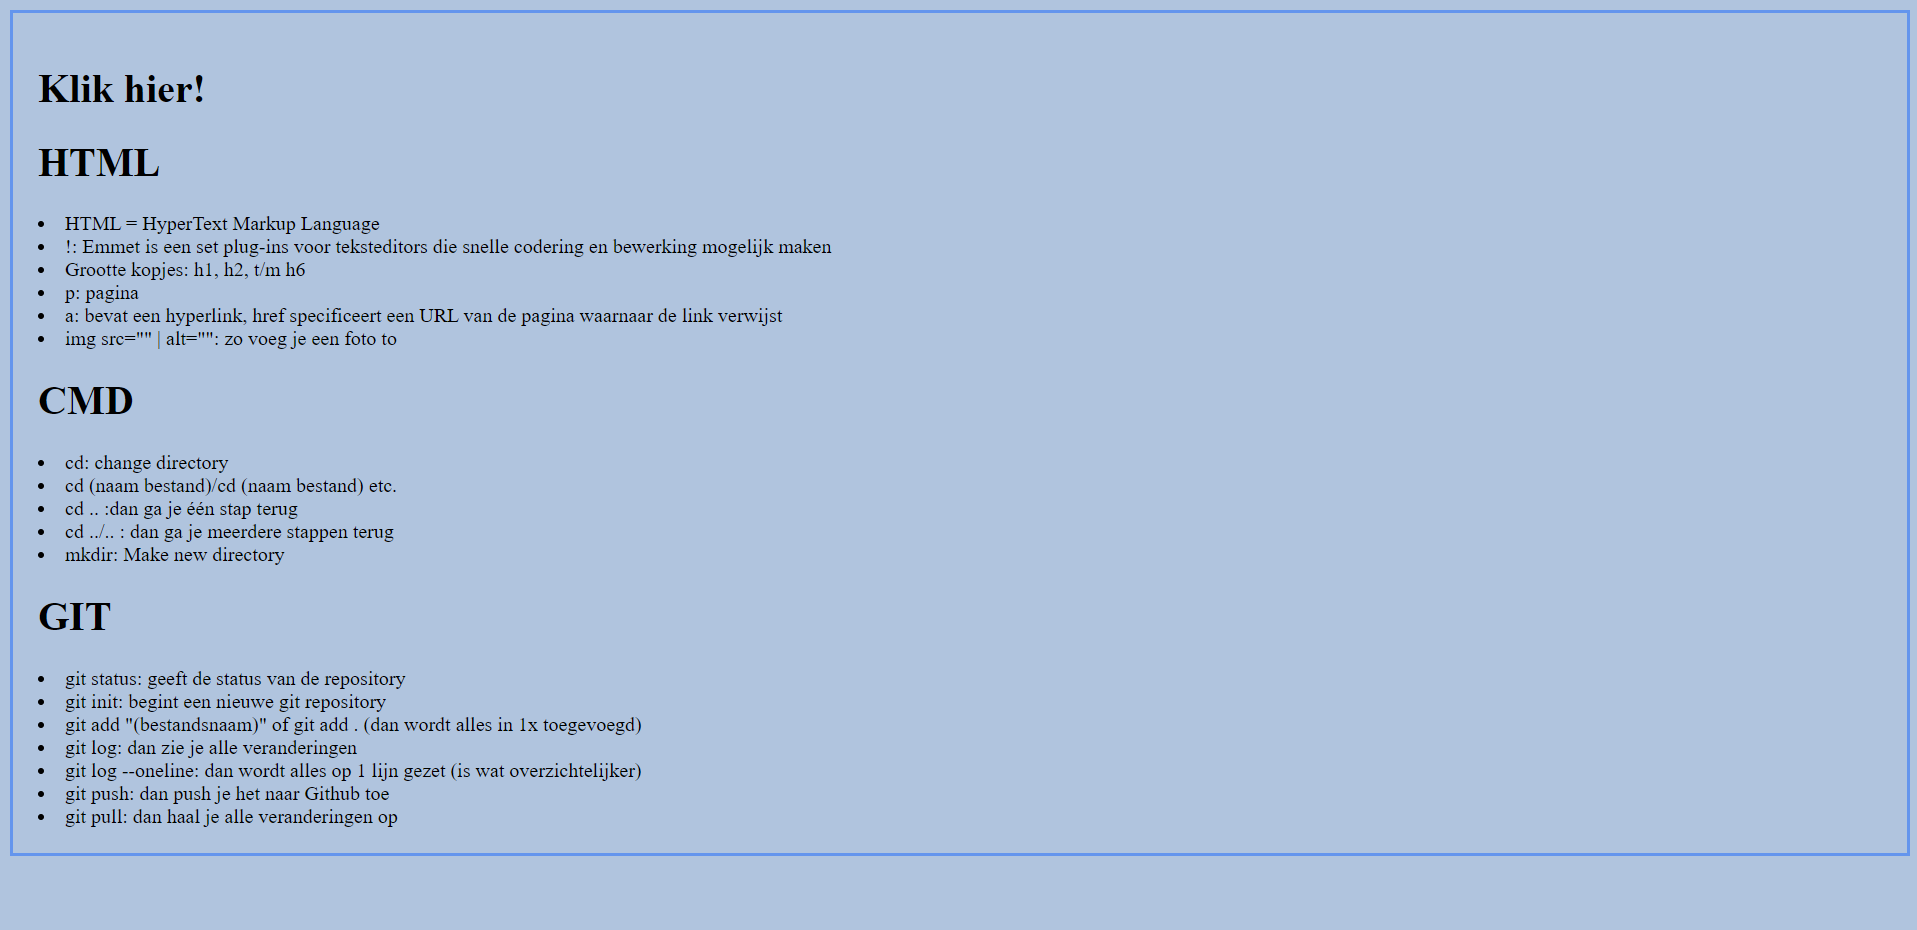 Klik hier!
HTML
HTML = HyperText Markup Language
!: Emmet is een set plug-ins voor teksteditors die snelle codering en bewerking mogelijk maken
Grootte kopjes: h1, h2, t/m h6
p: pagina
a: bevat een hyperlink, href specificeert een URL van de pagina waarnaar de link verwijst
img src="" | alt="": zo voeg je een foto to
CMD
cd: change directory
cd (naam bestand)/cd (naam bestand) etc.
cd .. :dan ga je één stap terug
cd ../.. : dan ga je meerdere stappen terug
mkdir: Make new directory
GIT
git status: geeft de status van de repository
git init: begint een nieuwe git repository
git add "(bestandsnaam)" of git add . (dan wordt alles in 1x toegevoegd)
git log: dan zie je alle veranderingen
git log --oneline: dan wordt alles op 1 lijn gezet (is wat overzichtelijker)
git push: dan push je het naar Github toe
git pull: dan haal je alle veranderingen op